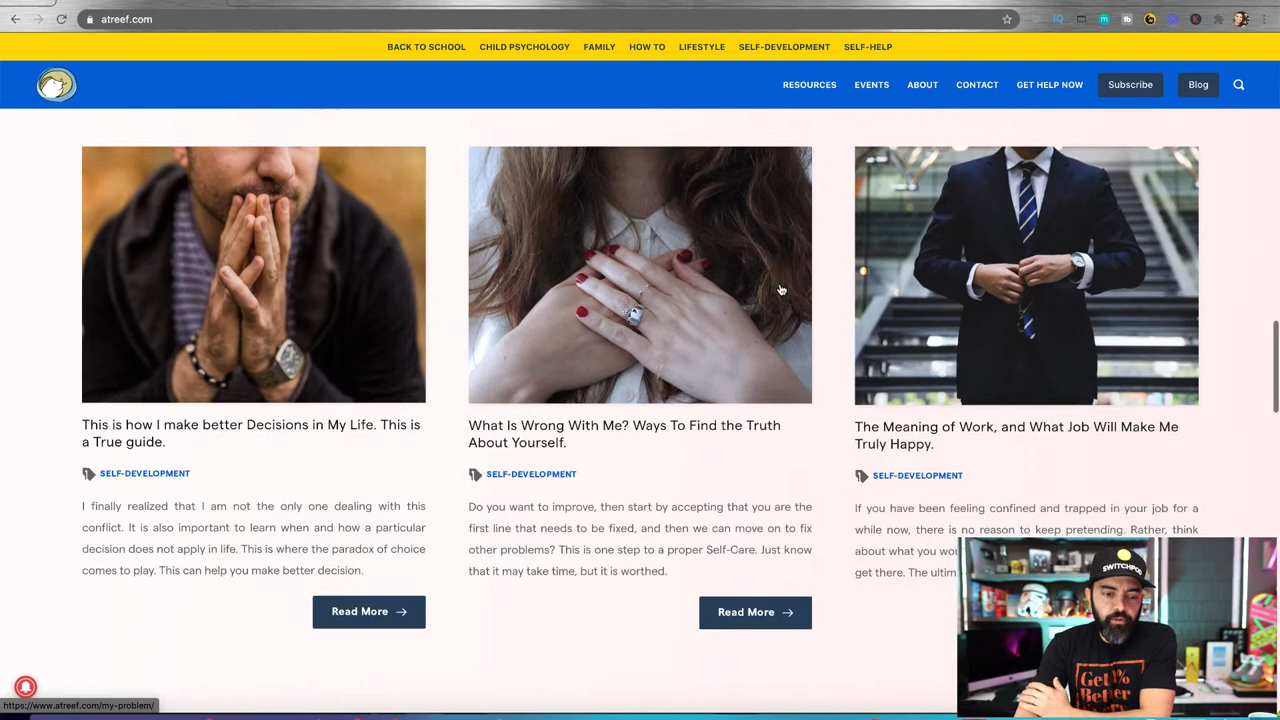 atreef.com
BACK TO SCHOOL CHILD PSYCHOLOGY FAMILY HOW TO LIFESTYLE SELF-DEVELOPMENT SELF-HELP
RESOURCES EVENTS ABOUT CONTACT GET HELP NOW Subscribe Blog
This is how I make better Decisions in My Life. This is
a True guide.
SELF-DEVELOPMENT
I finally realized that I am not the only one dealing with this
conflict. It is also important to learn when and how a particular
decision does not apply in life. This is where the paradox of choice
comes to play. This can help you make better decision.
Read More
What Is Wrong With Me? Ways To Find the Truth
About Yourself.
SELF-DEVELOPMENT
Do you want to improve, then start by accepting that you are the
first line that needs to be fixed, and then we can move on to fix
other problems? This is one step to a proper Self-Care. Just know
that it may take time, but it is worthed.
Read More
The Meaning of Work, and What Job Will Make Me
Truly Happy.
SELF-DEVELOPMENT
If you have been feeling confined and trapped in your job for a
while now, there is no reason to keep pretending. Rather, think
about what you
get there. The
SWITCHPOD
Get 1%
Better
https://www.atreef.com/my-problem/